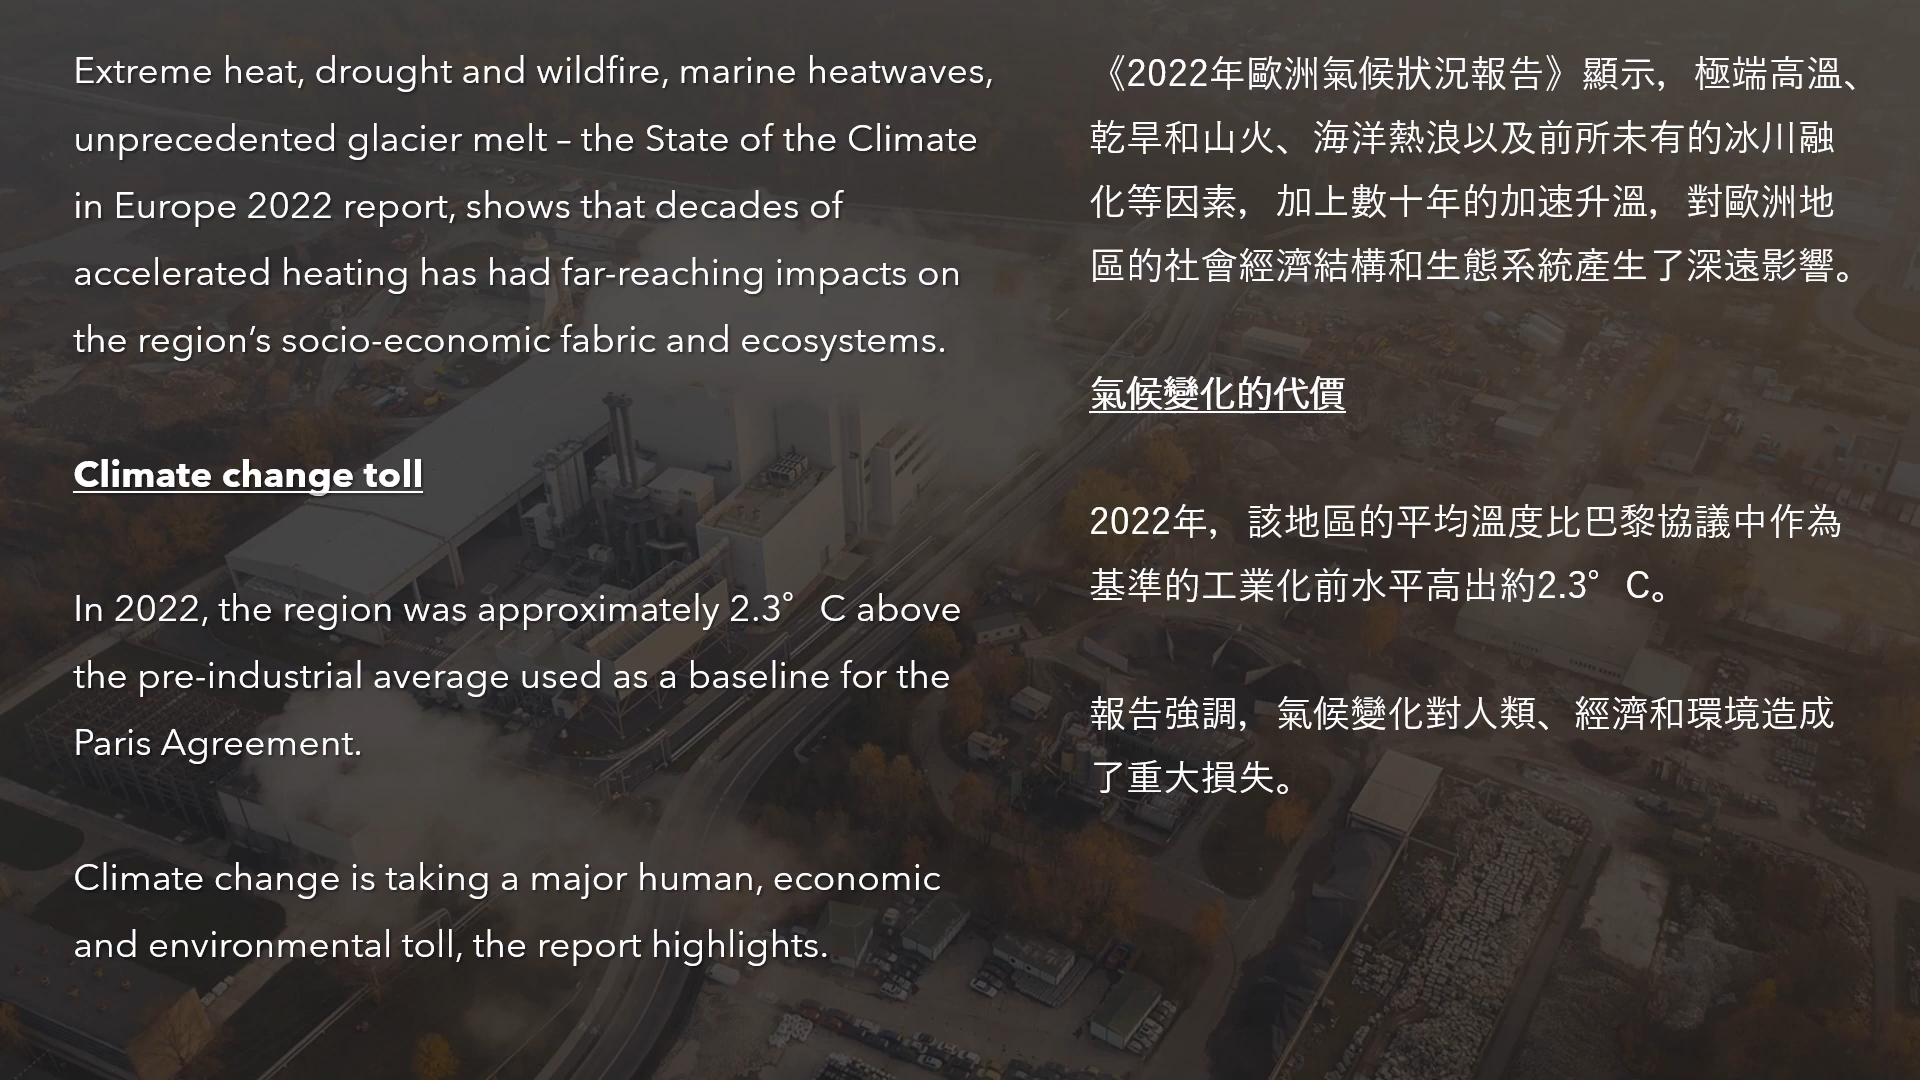 Extreme heat, drought and wildfire, marine heatwaves,
unprecedented glacier melt – the State of the Climate
in Europe 2022 report, shows that decades of
accelerated heating has had far-reaching impacts on
the region’s socio-economic fabric and ecosystems.
Climate change toll
In 2022, the region was approximately 2.3°C above
the pre-industrial average used as a baseline for the
Paris Agreement.
Climate change is taking a major human, economic
and environmental toll, the report highlights.
《2022年歐洲氣候狀況報告》顯示，極端高溫、
乾旱和山火、海洋熱浪以及前所未有的冰川融
化等因素，加上數十年的加速升溫，對歐洲地
區的社會經濟結構和生態系統產生了深遠影響。
氣候變化的代價
2022年，該地區的平均溫度比巴黎協議中作為
基準的工業化前水平高出約2.3°C。
報告強調，氣候變化對人類、經濟和環境造成
了重大損失。